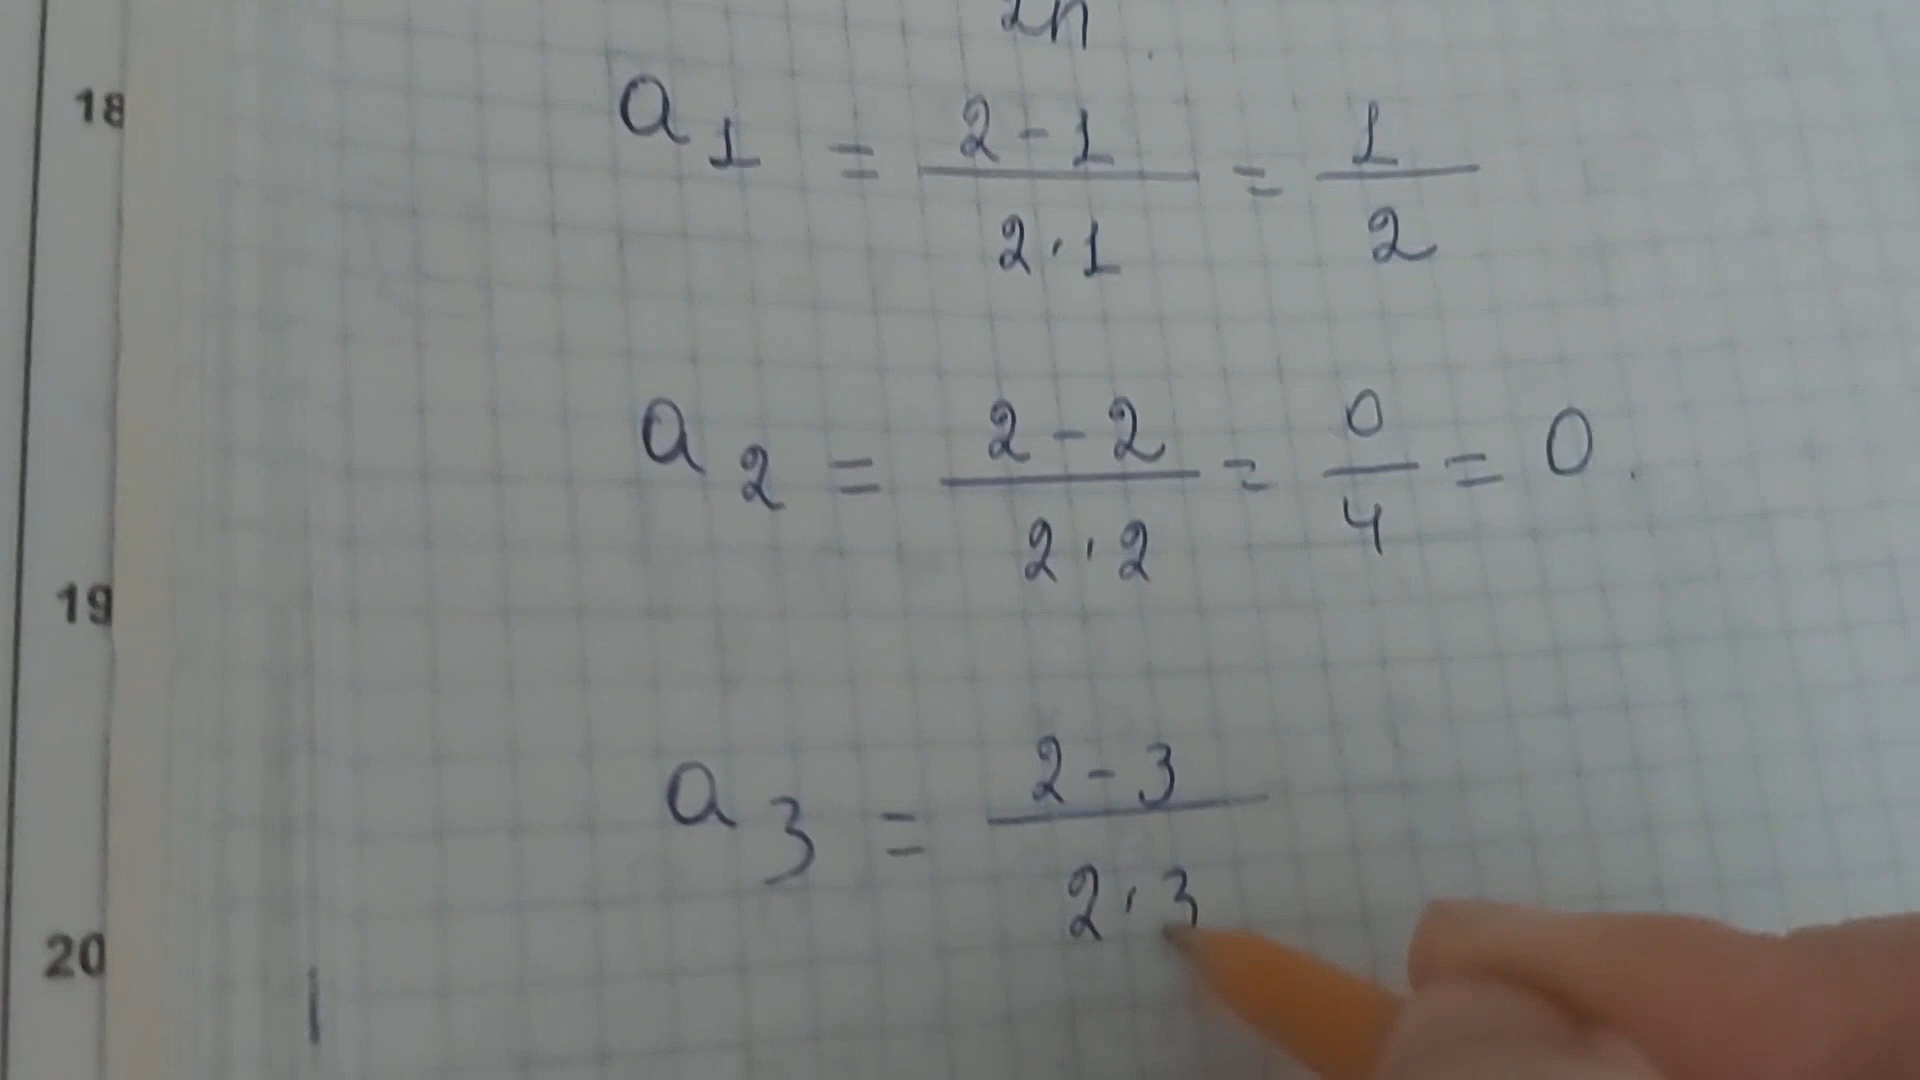 2n
18
a₁ = (2-1)/(2·1) = 1/2
a₂ = (2-2)/(2·2) = 0/4 = 0.
19
a₃ = (2-3)/(2·3)
20